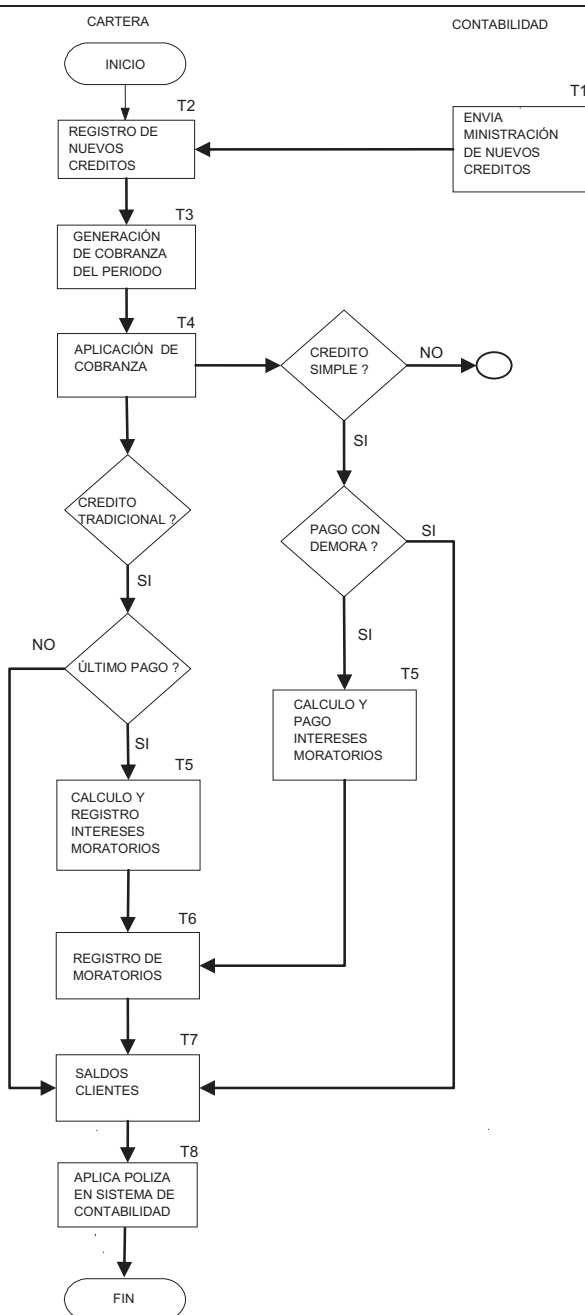 CARTERA
CONTABILIDAD
INICIO
T1
T2
REGISTRO DE
NUEVOS
CREDITOS
ENVIA
MINISTRACIÓN
DE NUEVOS
CREDITOS
T3
GENERACIÓN
DE COBRANZA
DEL PERIODO
T4
APLICACIÓN DE
COBRANZA
CREDITO
SIMPLE ?
NO
SI
CREDITO
TRADICIONAL ?
PAGO CON
DEMORA ?
SI
SI
SI
NO
ÚLTIMO PAGO ?
T5
CALCULO Y
PAGO
INTERESES
MORATORIOS
SI
T5
CALCULO Y
REGISTRO
INTERESES
MORATORIOS
T6
REGISTRO DE
MORATORIOS
T7
SALDOS
CLIENTES
T8
APLICA POLIZA
EN SISTEMA DE
CONTABILIDAD
FIN